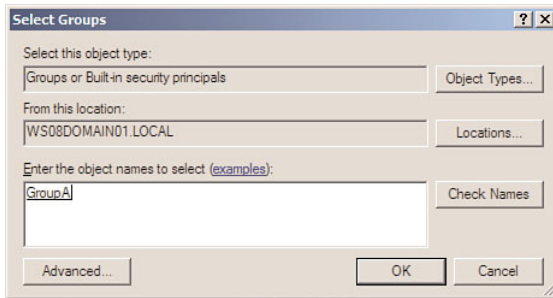 Select Groups
Select this object type:
Groups or Built-in security principals
Object Types...
From this location:
WS08DOMAIN01.LOCAL
Locations...
Enter the object names to select (examples):
GroupA
Check Names
Advanced...
OK
Cancel